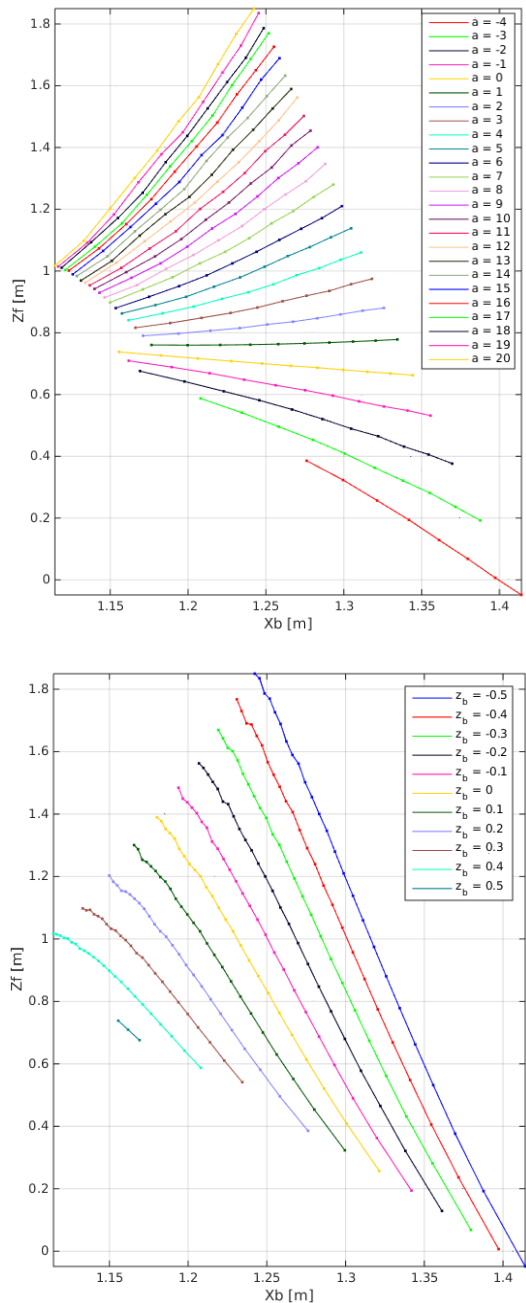 1.8
1.6
1.4
1.2
1
0.8
0.6
0.4
0.2
0
Zf [m]
1.15
1.2
1.25
1.3
1.35
1.4
Xb [m]
a = -4
a = -3
a = -2
a = -1
a = 0
a = 1
a = 2
a = 3
a = 4
a = 5
a = 6
a = 7
a = 8
a = 9
a = 10
a = 11
a = 12
a = 13
a = 14
a = 15
a = 16
a = 17
a = 18
a = 19
a = 20
1.8
1.6
1.4
1.2
1
0.8
0.6
0.4
0.2
0
Zf [m]
1.15
1.2
1.25
1.3
1.35
1.4
Xb [m]
z_b = -0.5
z_b = -0.4
z_b = -0.3
z_b = -0.2
z_b = -0.1
z_b = 0
z_b = 0.1
z_b = 0.2
z_b = 0.3
z_b = 0.4
z_b = 0.5